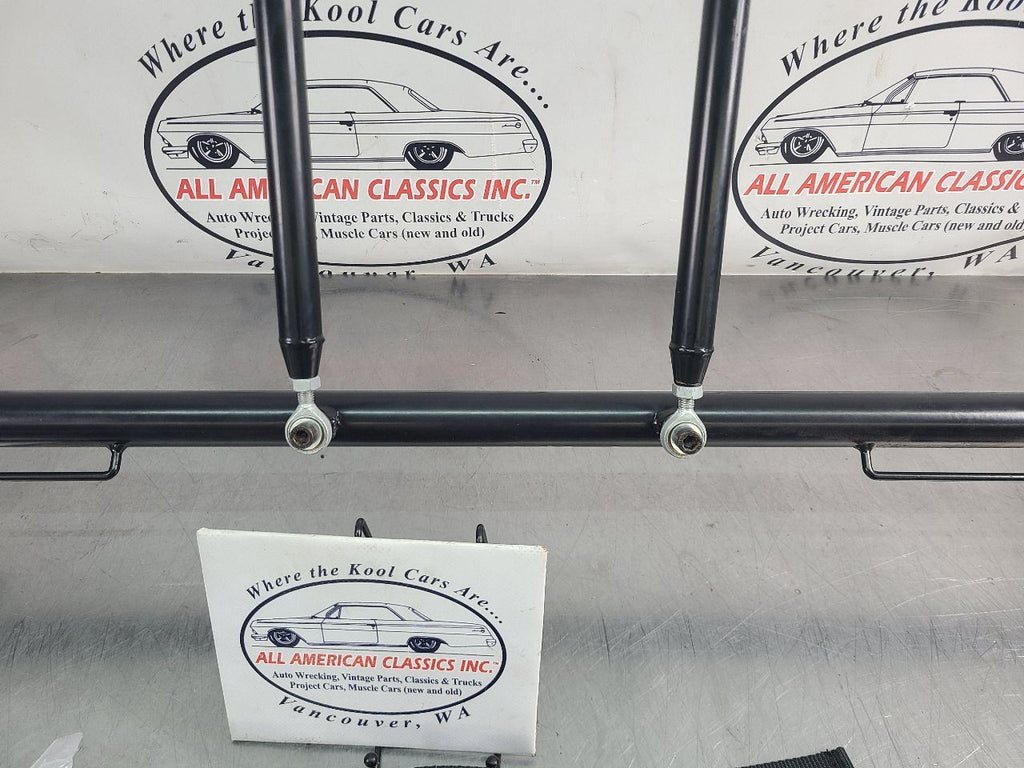 Where the Kool Cars Are....
ALL AMERICAN CLASSICS INC.™
Auto Wrecking, Vintage Parts, Classics & Trucks
Project Muscle Cars (new and old)
Vancouver, WA
Where the Kool
ALL AMERICAN CLASSIC
Auto Wrecking, Vintage Parts, Classics &
Project Cars, Muscle Cars (new and old)
Vancouver, WA
Where the Kool Cars Are....
ALL AMERICAN CLASSICS INC.™
Auto Wrecking, Vintage Parts, Classics & Trucks
Project Cars, Muscle Cars (new and old)
Vancouver, WA